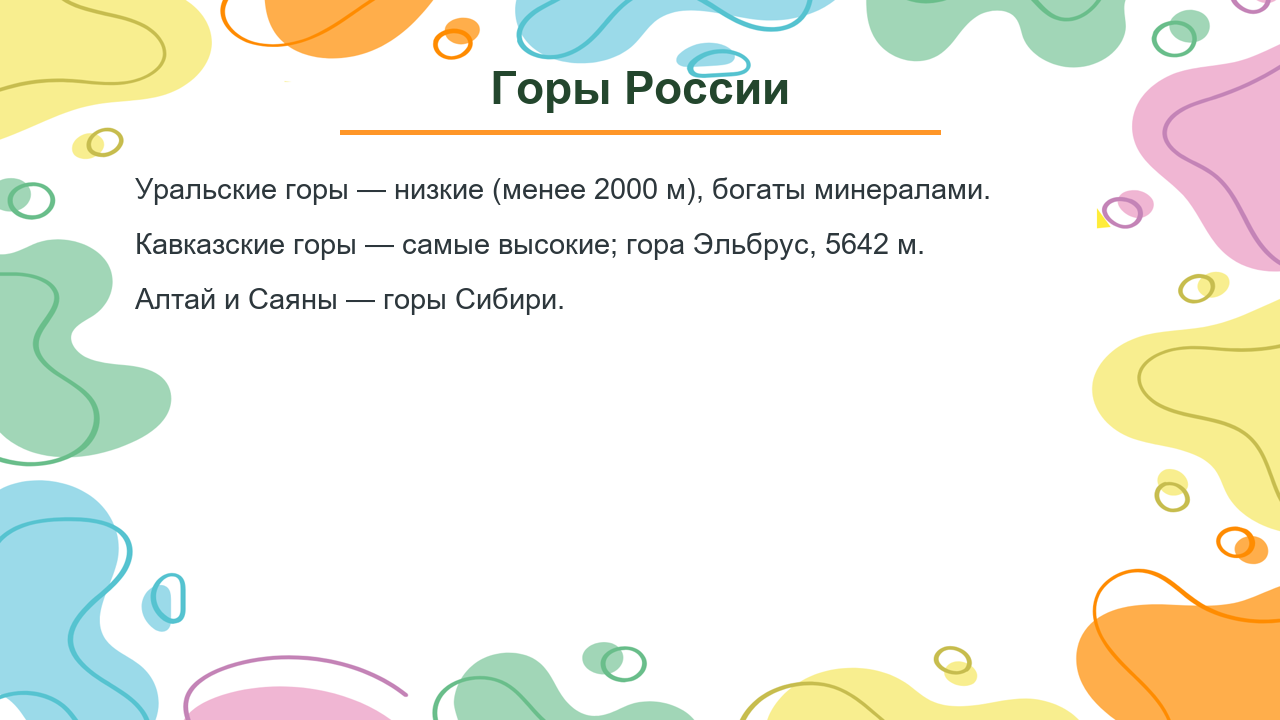 Горы России
Уральские горы — низкие (менее 2000 м), богаты минералами.
Кавказские горы — самые высокие; гора Эльбрус, 5642 м.
Алтай и Саяны — горы Сибири.